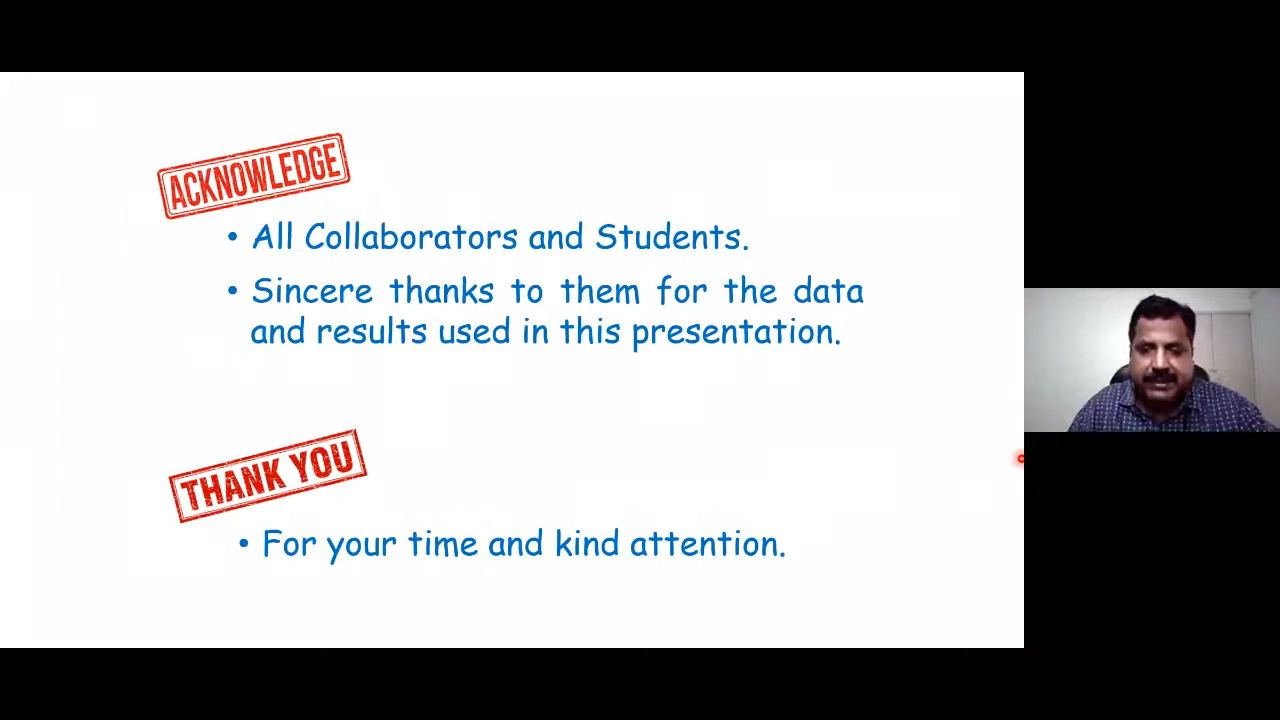 ACKNOWLEDGE
• All Collaborators and Students.
• Sincere thanks to them for the data
and results used in this presentation.
THANK YOU
• For your time and kind attention.